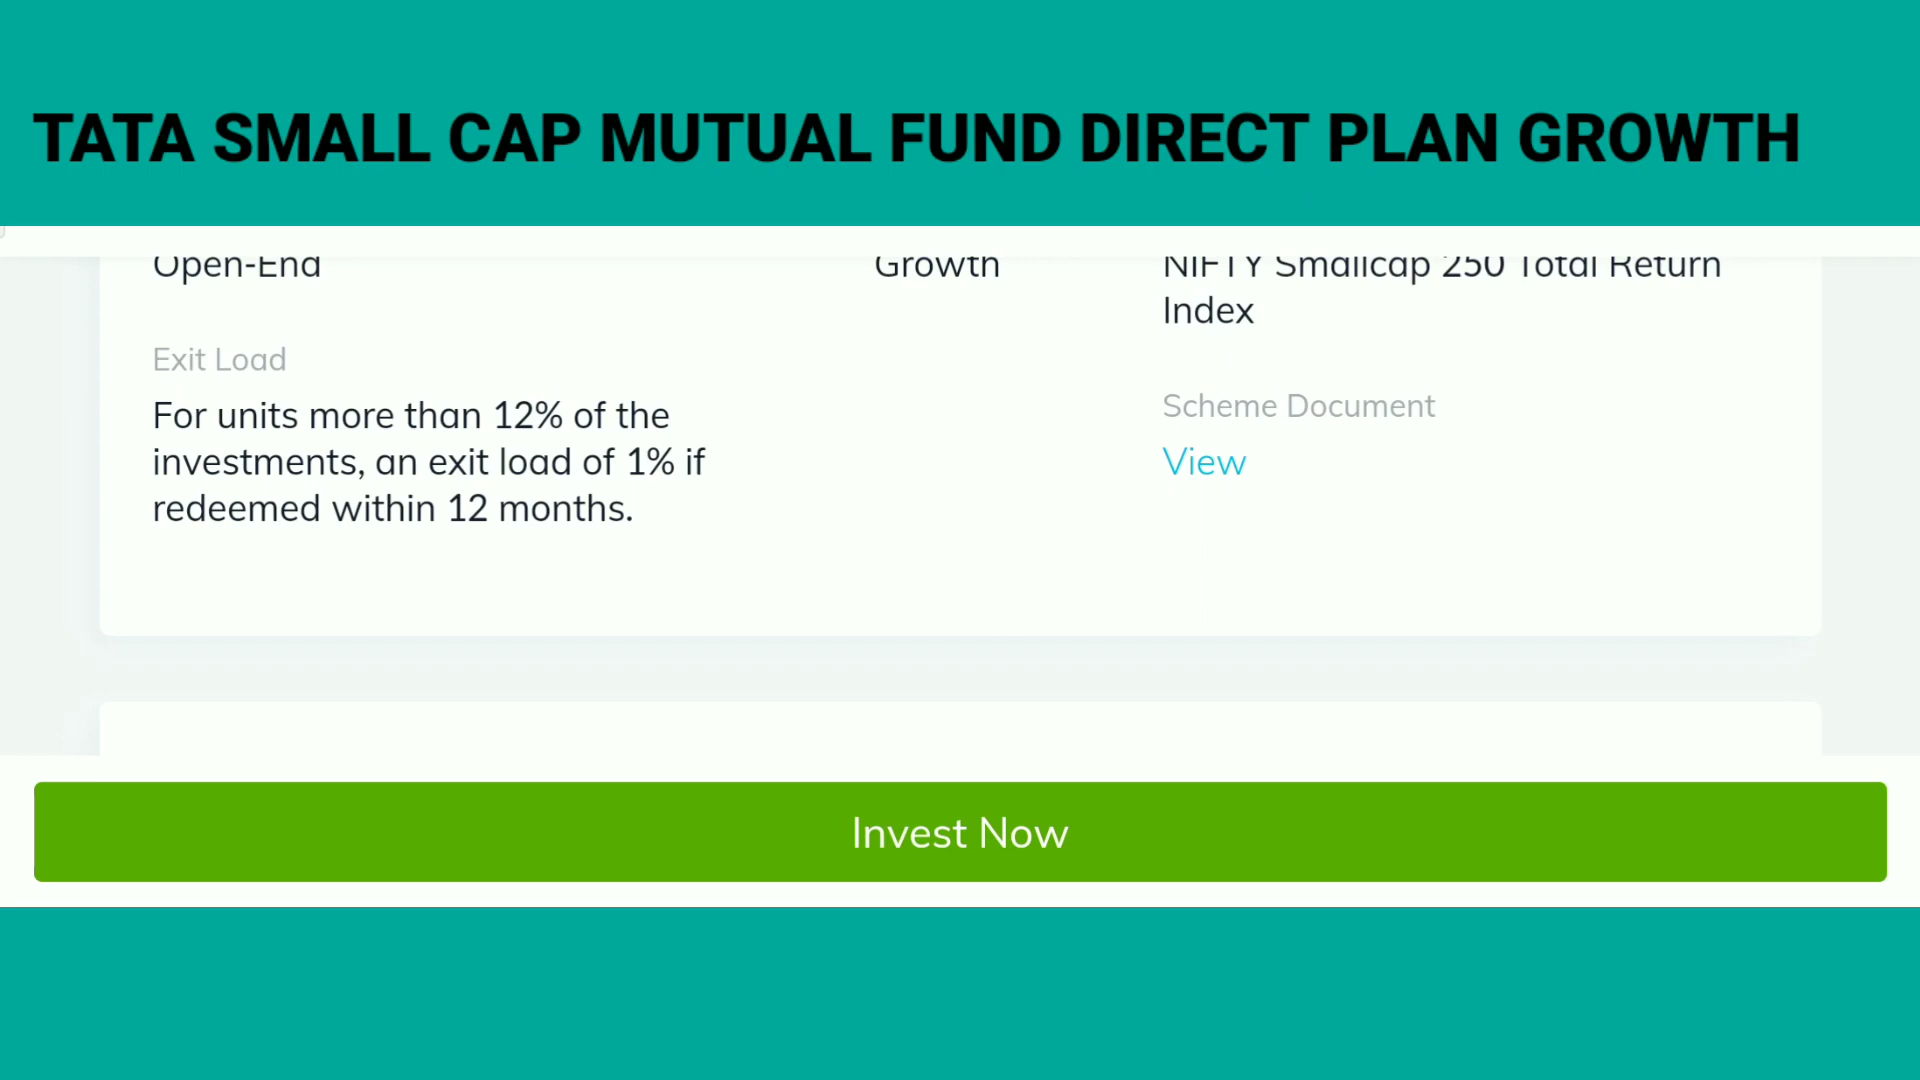 TATA SMALL CAP MUTUAL FUND DIRECT PLAN GROWTH
Open-End
Growth
NIFTY Smallcap 250 Total Return
Index
Exit Load
For units more than 12% of the
investments, an exit load of 1% if
redeemed within 12 months.
Scheme Document
View
Invest Now